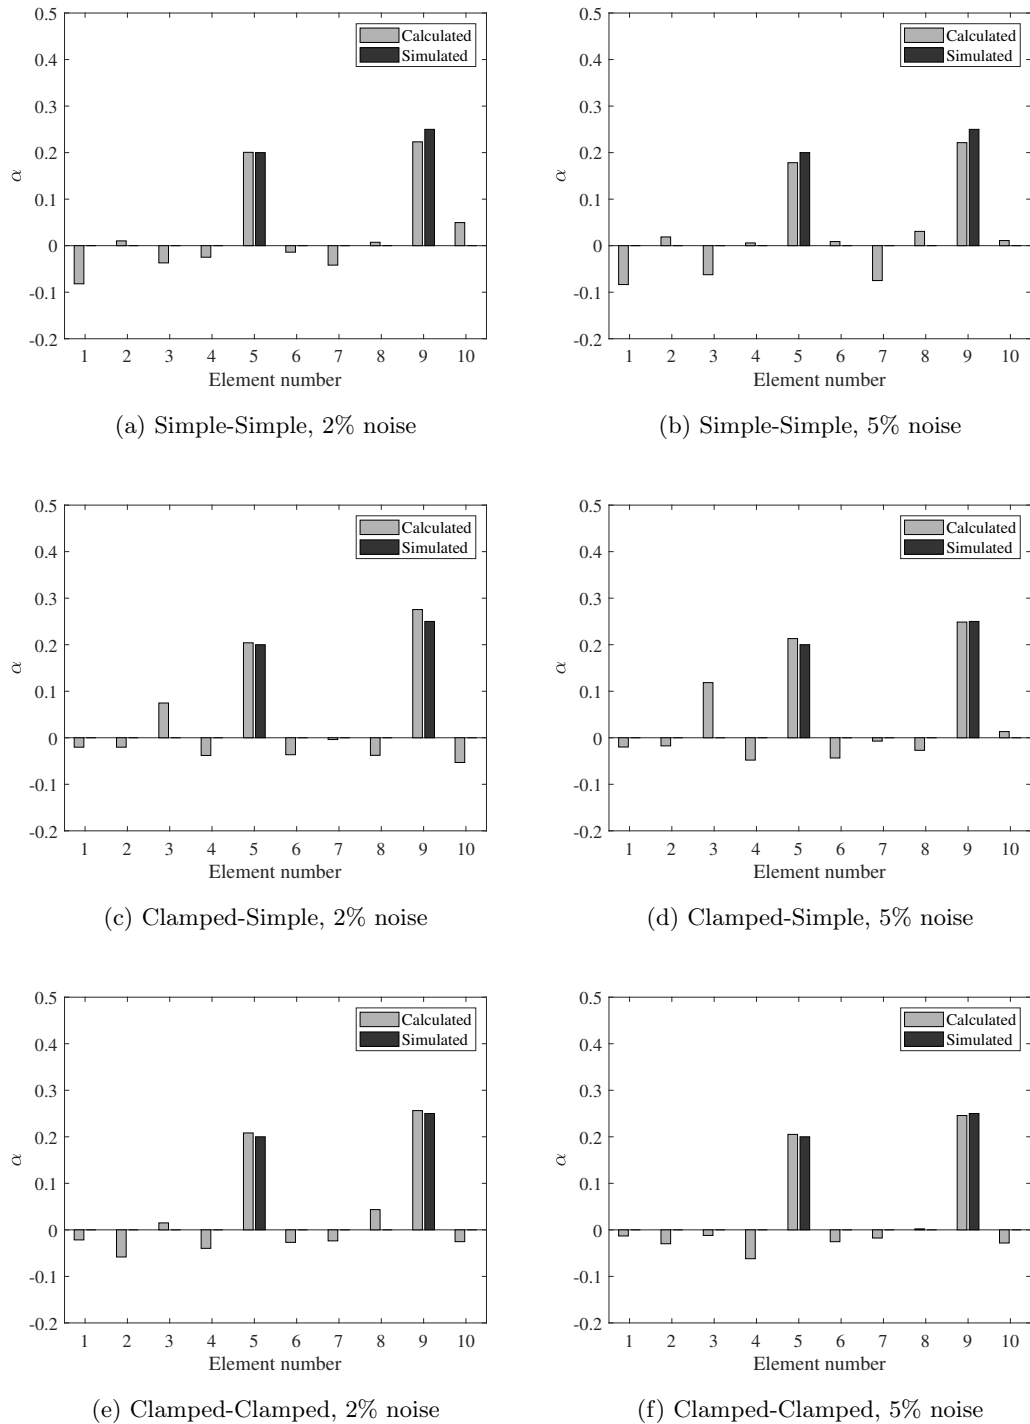 0.5
0.4
0.3
0.2
0.1
0
-0.1
-0.2
α
Calculated
Simulated
1 2 3 4 5 6 7 8 9 10
Element number
(a) Simple-Simple, 2% noise
0.5
0.4
0.3
0.2
0.1
0
-0.1
-0.2
α
Calculated
Simulated
1 2 3 4 5 6 7 8 9 10
Element number
(b) Simple-Simple, 5% noise
0.5
0.4
0.3
0.2
0.1
0
-0.1
-0.2
α
Calculated
Simulated
1 2 3 4 5 6 7 8 9 10
Element number
(c) Clamped-Simple, 2% noise
0.5
0.4
0.3
0.2
0.1
0
-0.1
-0.2
α
Calculated
Simulated
1 2 3 4 5 6 7 8 9 10
Element number
(d) Clamped-Simple, 5% noise
0.5
0.4
0.3
0.2
0.1
0
-0.1
-0.2
α
Calculated
Simulated
1 2 3 4 5 6 7 8 9 10
Element number
(e) Clamped-Clamped, 2% noise
0.5
0.4
0.3
0.2
0.1
0
-0.1
-0.2
α
Calculated
Simulated
1 2 3 4 5 6 7 8 9 10
Element number
(f) Clamped-Clamped, 5% noise